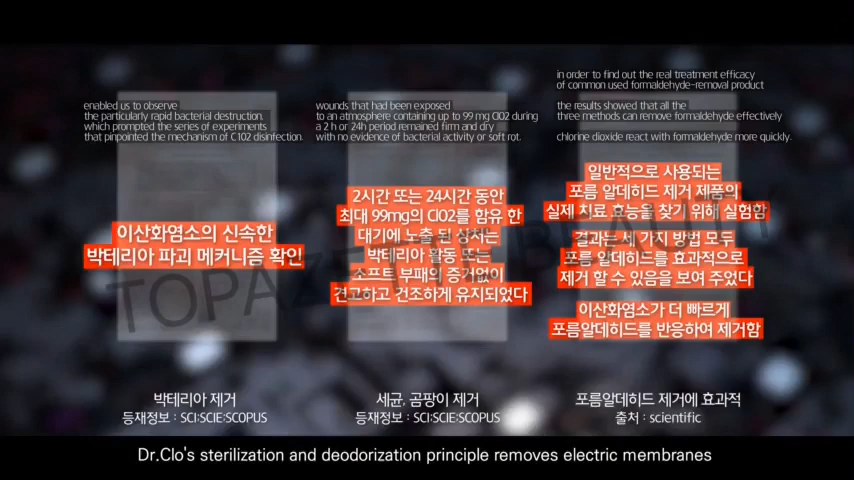 enabled us to observe
the particularly rapid bacterial destruction.
which prompted the series of experiments
that pinpointed the mechanism of C102 disinfection.
이산화염소의 신속한
박테리아 파괴 메커니즘 확인
박테리아 제거
등재정보 : SCI;SCIE;SCOPUS
wounds that had been exposed
to an atmosphere containing up to 99 mg ClO2 during
a 2 h or 24h period remained firm and dry
with no evidence of bacterial activity or soft rot.
2시간 또는 24시간 동안
최대 99mg의 ClO2를 함유 한
대기에 노출 된 상처는
박테리아 활동 또는
소프트 부패의 증거없이
견고하고 건조하게 유지되었다
세균, 곰팡이 제거
등재정보 : SCI;SCIE;SCOPUS
in order to find out the real treatment efficacy
of common used formaldehyde-removal product
the results showed that all the
three methods can remove formaldehyde effectively
chlorine dioxide react with formaldehyde more quickly.
일반적으로 사용되는
포름 알데히드 제거 제품의
실제 치료 효능을 찾기 위해 실험함
결과는 세 가지 방법 모두
포름 알데히드를 효과적으로
제거 할 수 있음을 보여 주었다
이산화염소가 더 빠르게
포름알데히드를 반응하여 제거함
포름알데히드 제거에 효과적
출처 : scientific
Dr.Clo's sterilization and deodorization principle removes electric membranes